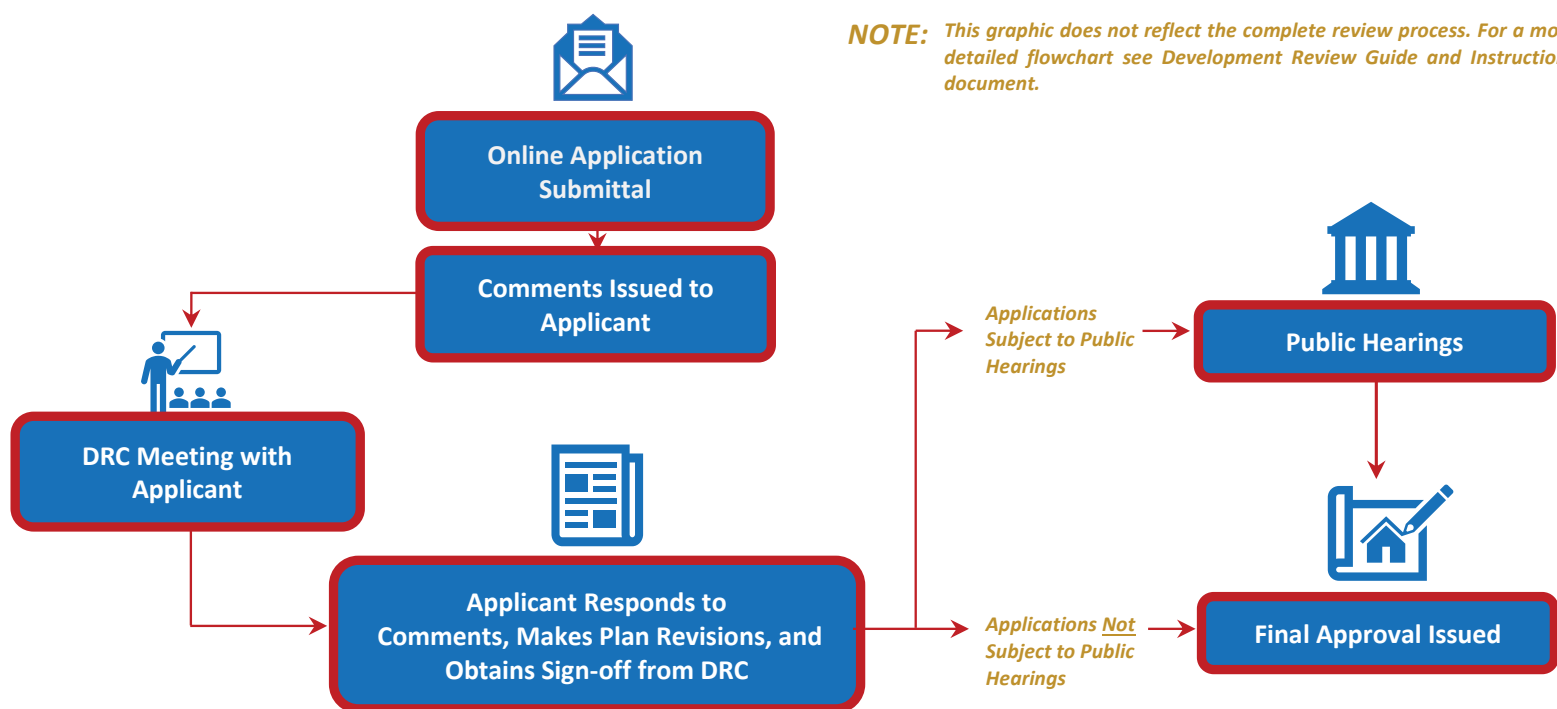 NOTE: This graphic does not reflect the complete review process. For a
detailed flowchart see Development Review Guide and
document.
Online Application
Submittal
Comments Issued to
Applicant
DRC Meeting with
Applicant
Applicant Responds to
Comments, Makes Plan Revisions, and
Obtains Sign-off from DRC
Applications
Subject to Public
Hearings
Public Hearings
Applications Not
Subject to Public
Hearings
Final Approval Issued